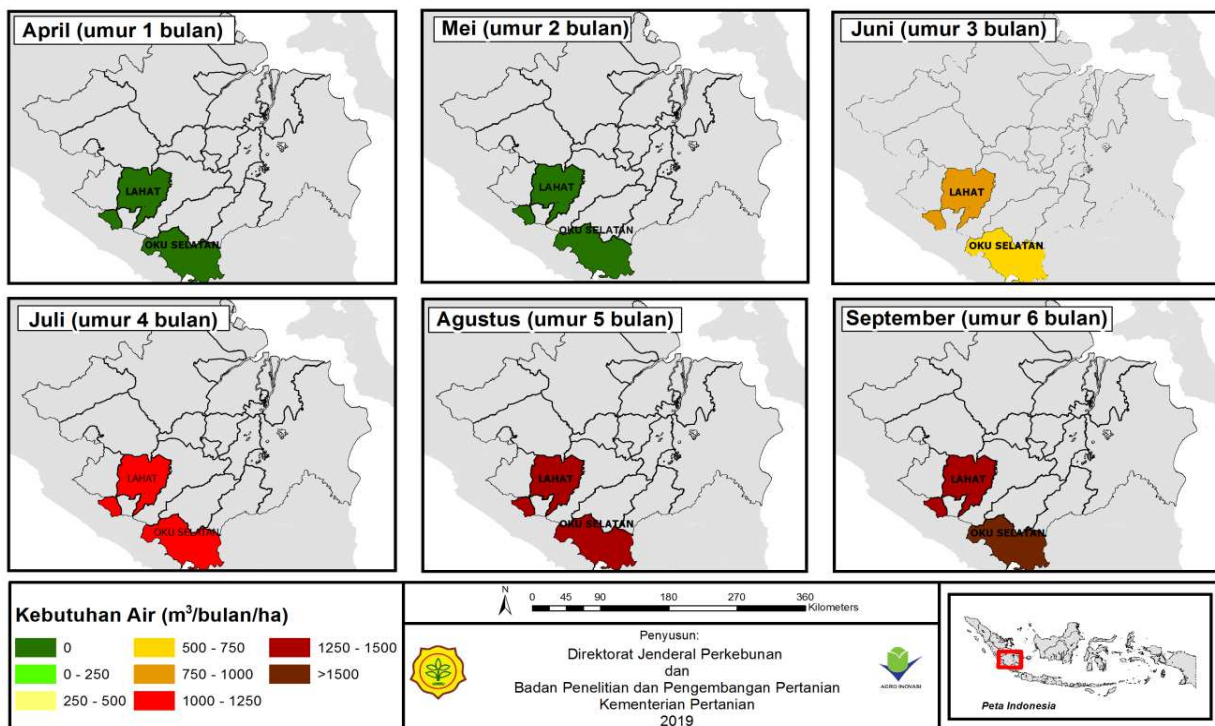 April (umur 1 bulan)
LAHAT
OKU SELATAN
Mei (umur 2 bulan)
LAHAT
OKU SELATAN
Juni (umur 3 bulan)
LAHAT
OKU SELATAN
Juli (umur 4 bulan)
LAHAT
OKU SELATAN
Agustus (umur 5 bulan)
LAHAT
OKU SELATAN
September (umur 6 bulan)
LAHAT
OKU SELATAN
Kebutuhan Air (m³/bulan/ha)
0
0 - 250
250 - 500
500 - 750
750 - 1000
1000 - 1250
1250 - 1500
>1500
N
0 45 90 180 270 360
Kilometers
Penyusun:
Direktorat Jenderal Perkebunan
dan
Badan Penelitian dan Pengembangan Pertanian
Kementerian Pertanian
2019
AGRO INOVASI
Peta Indonesia